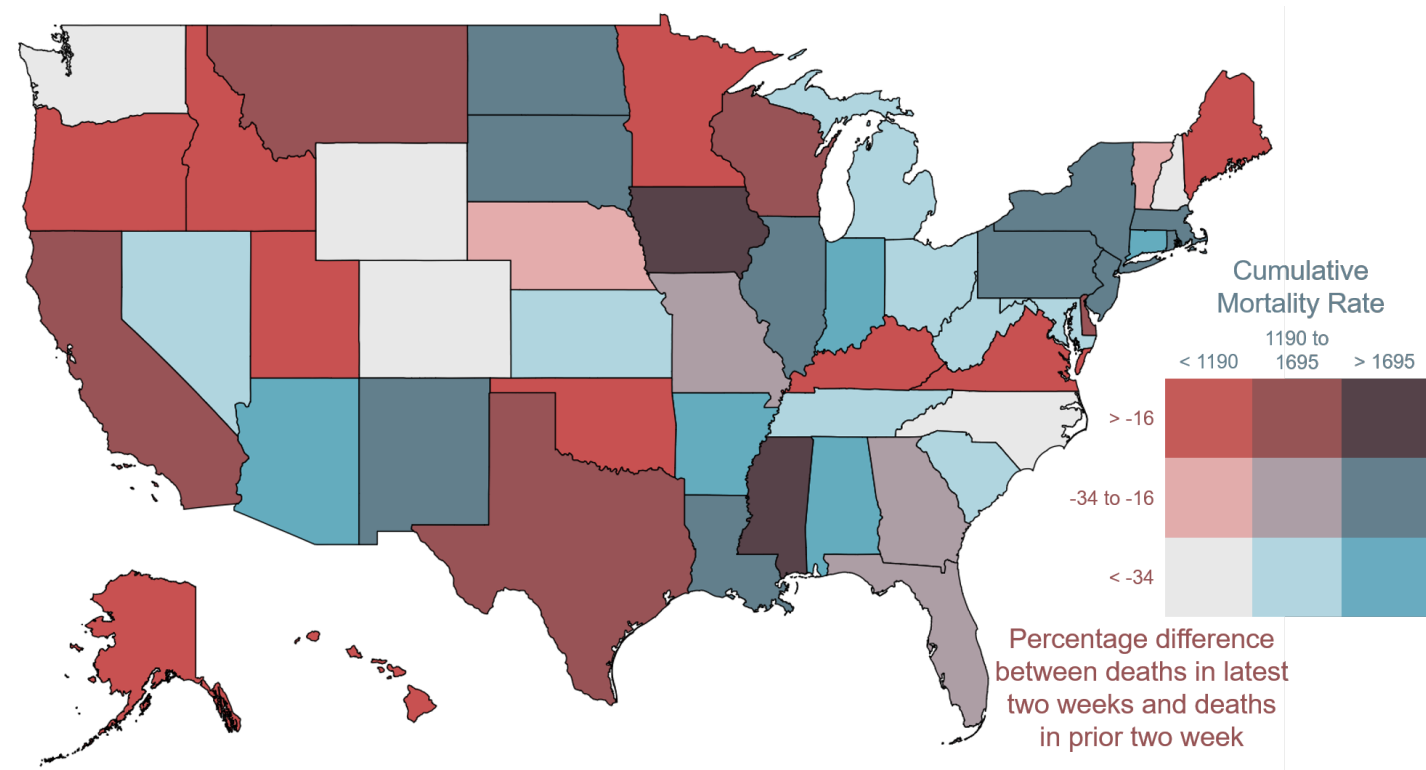 Cumulative
Mortality Rate
1190 to
< 1190 1695 > 1695
> -16
-34 to -16
< -34
Percentage difference
between deaths in latest
two weeks and deaths
in prior two week